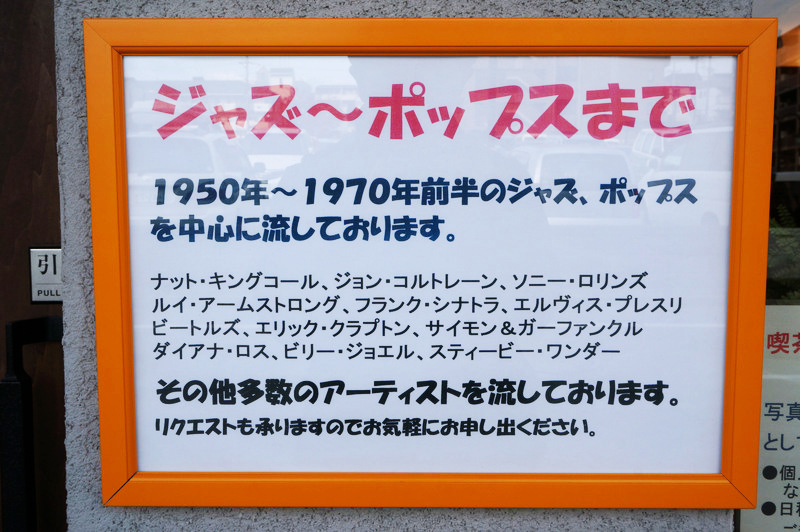 ジャズ～ポップスまで
1950年～1970年前半のジャズ、ポップス
を中心に流しております。
ナット・キングコール、ジョン・コルトレーン、ソニー・ロリンズ
ルイ・アームストロング、フランク・シナトラ、エルヴィス・プレスリ
ビートルズ、エリック・クラプトン、サイモン＆ガーファンクル
ダイアナ・ロス、ビリー・ジョエル、スティービー・ワンダー
その他多数のアーティストを流しております。
リクエストも承りますのでお気軽にお申し出ください。
引
PULL
喫茶
写真
として
●個
な
●日